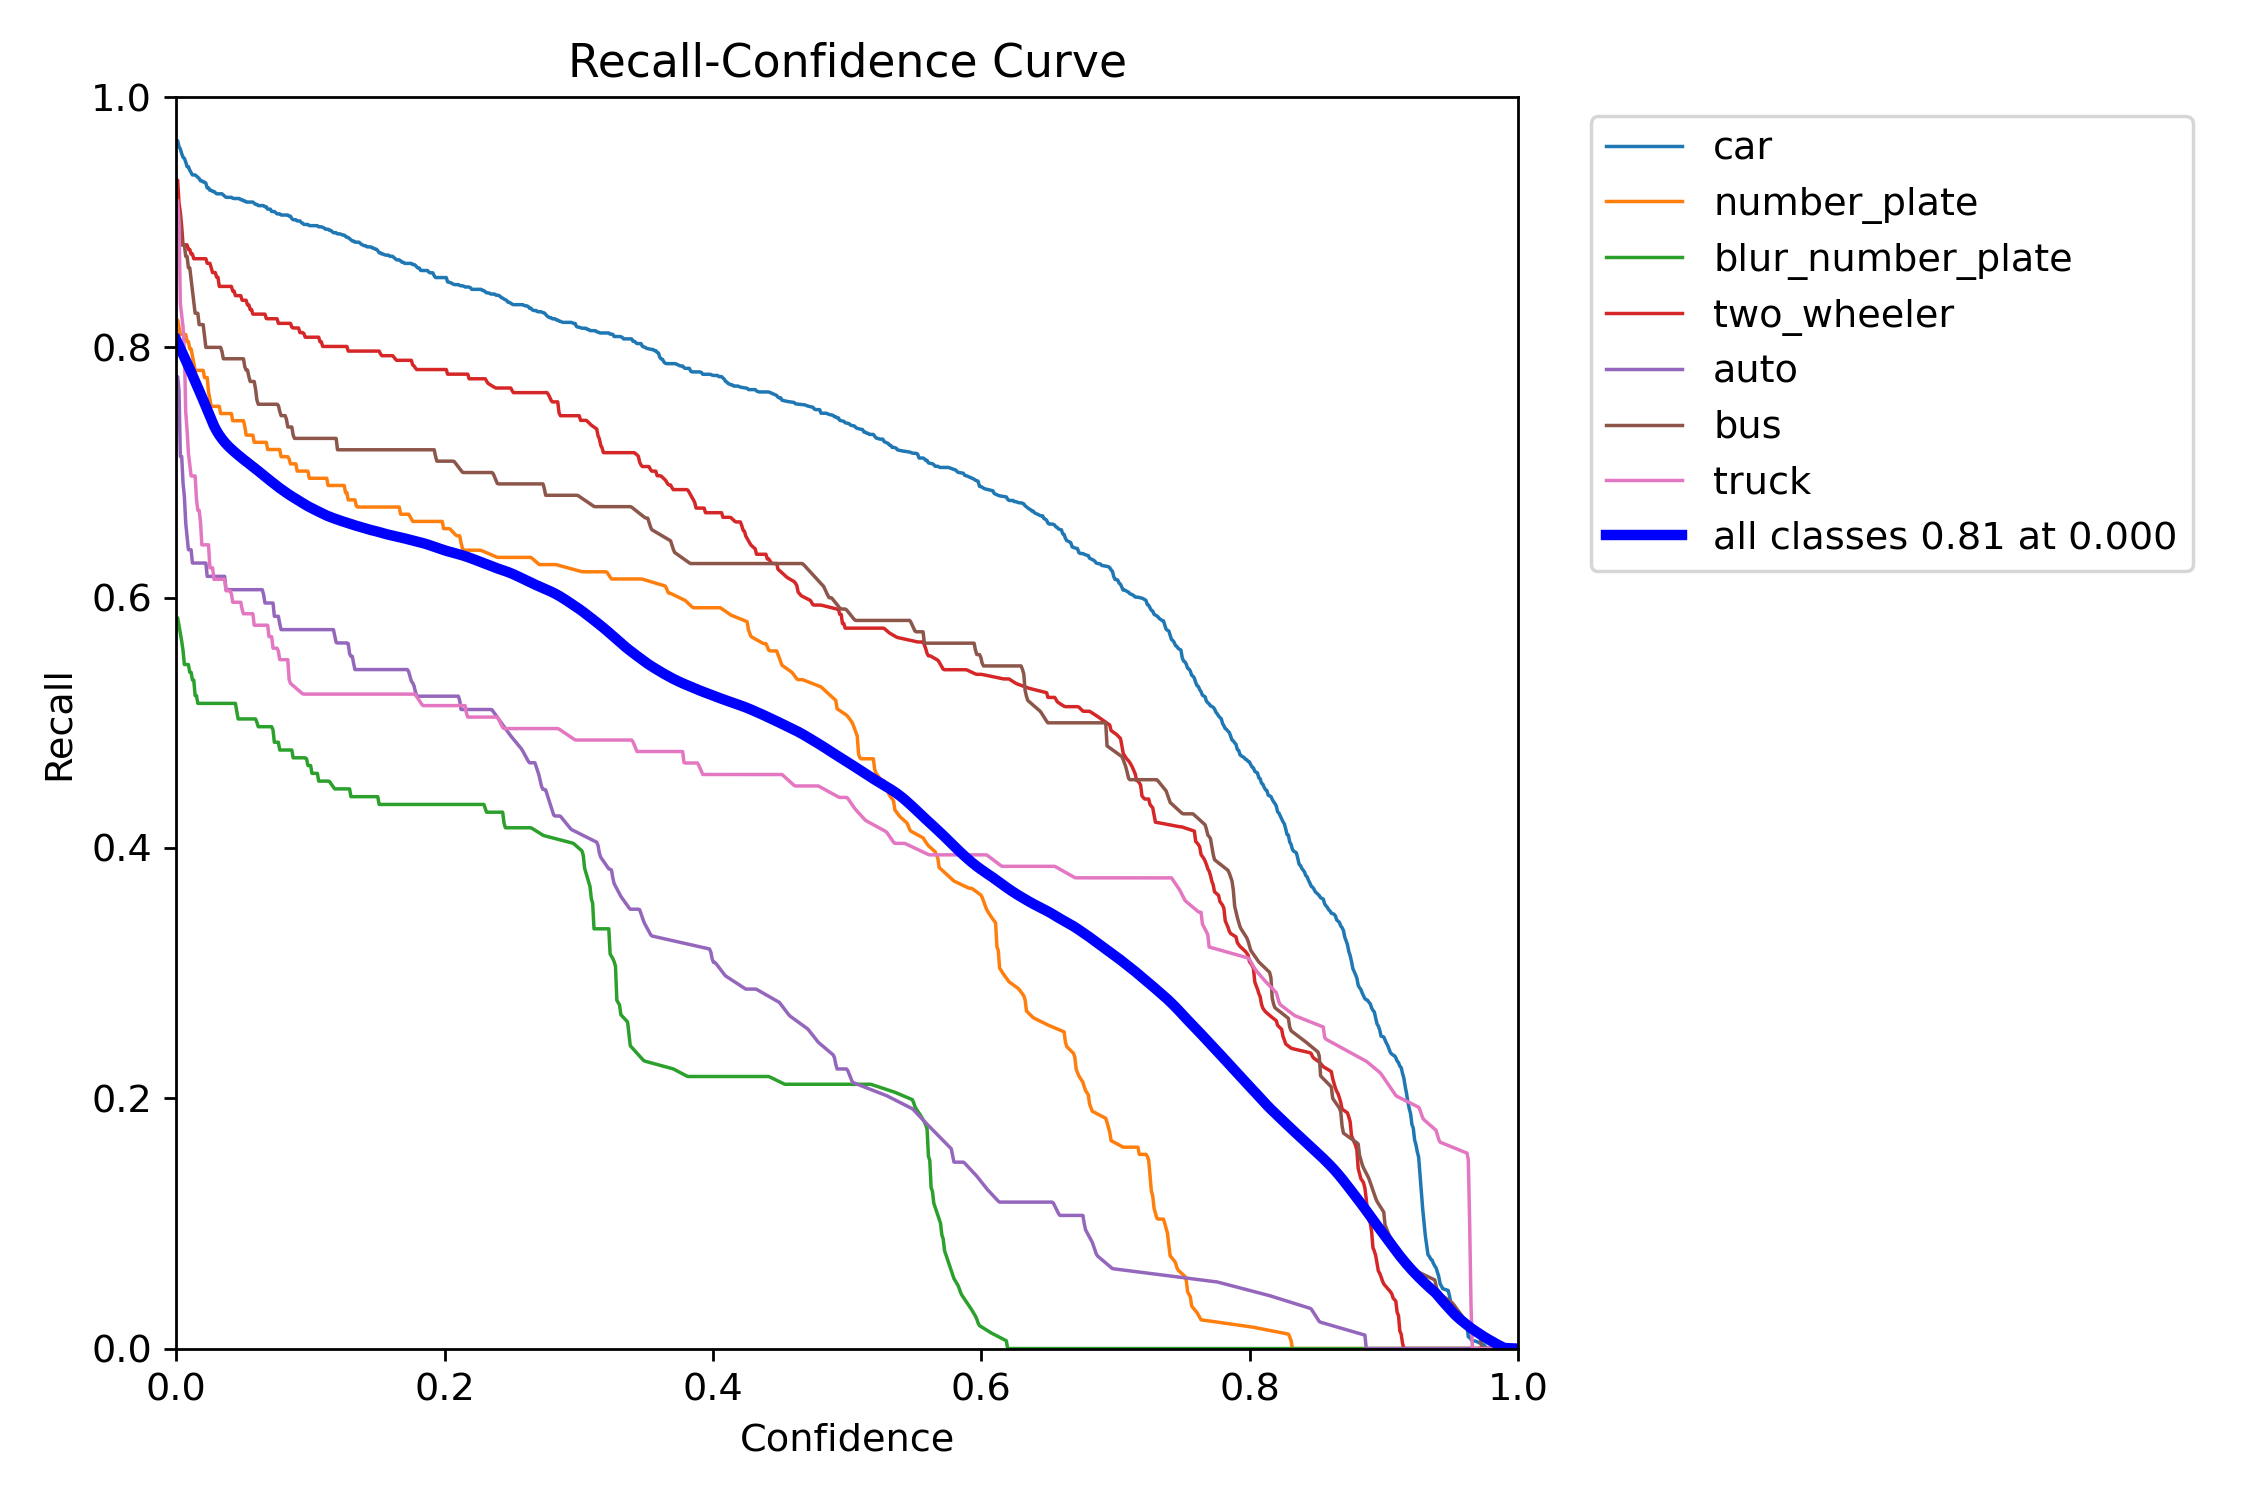 Recall-Confidence Curve
1.0
0.8
0.6
0.4
0.2
0.0
Recall
0.0 0.2 0.4 0.6 0.8 1.0
Confidence
car
number_plate
blur_number_plate
two_wheeler
auto
bus
truck
all classes 0.81 at 0.000